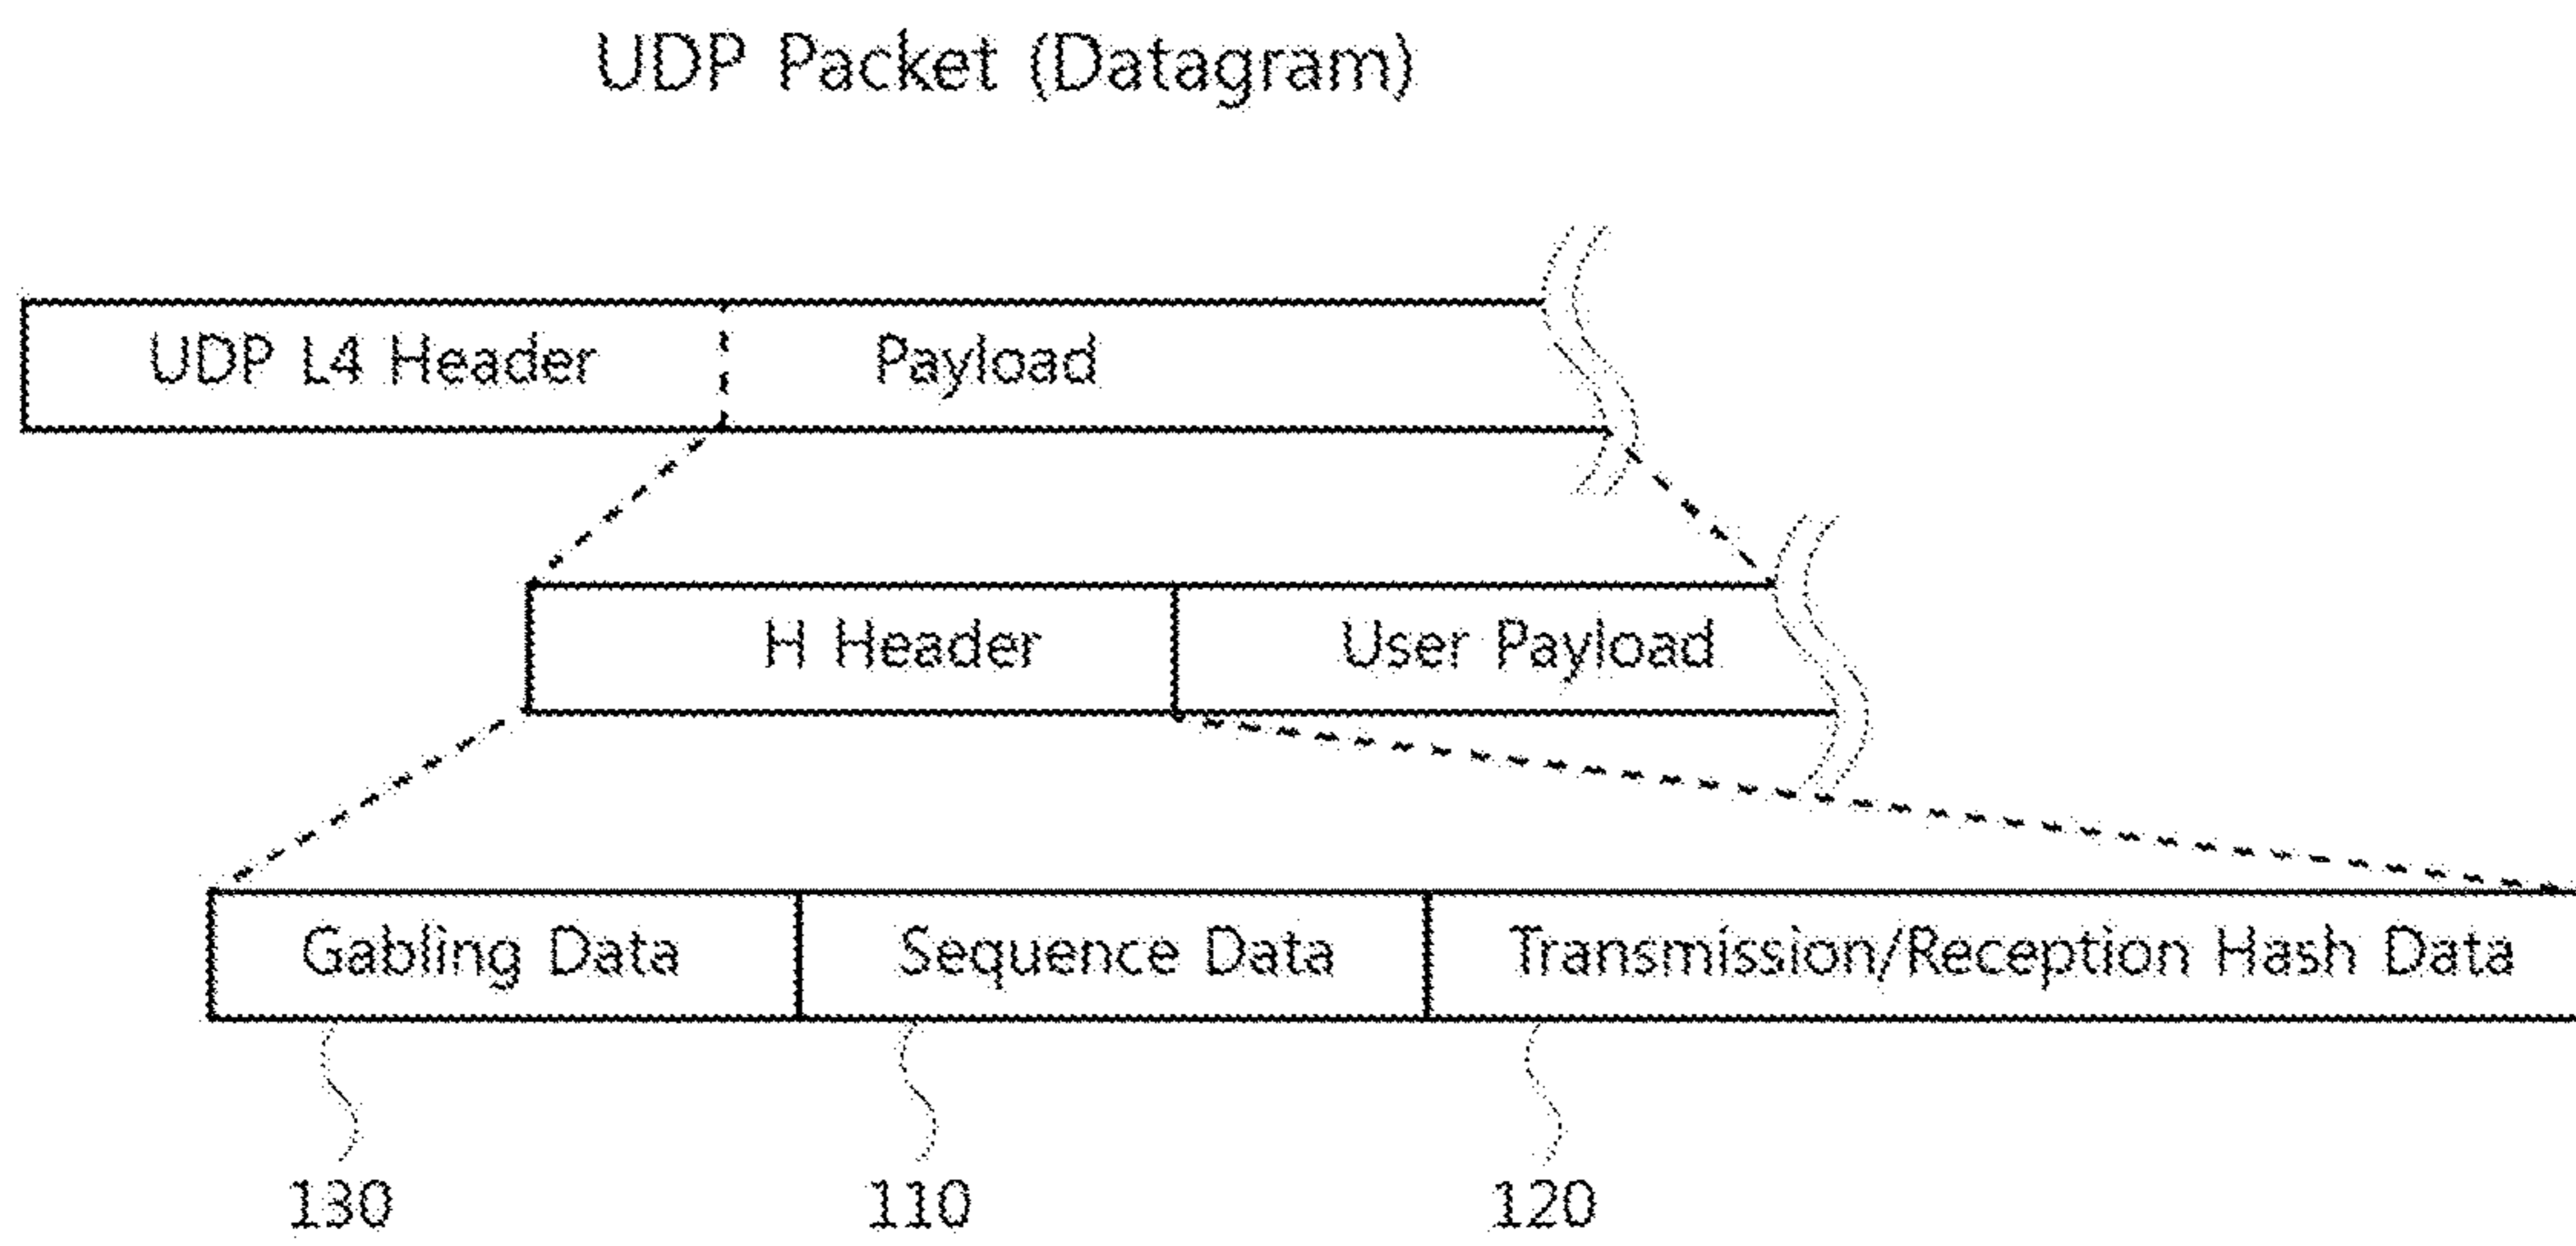 UDP Packet (Datagram)
UDP L4 Header Payload
H Header User Payload
Gabling Data Sequence Data Transmission/Reception Hash Data
130 110 120